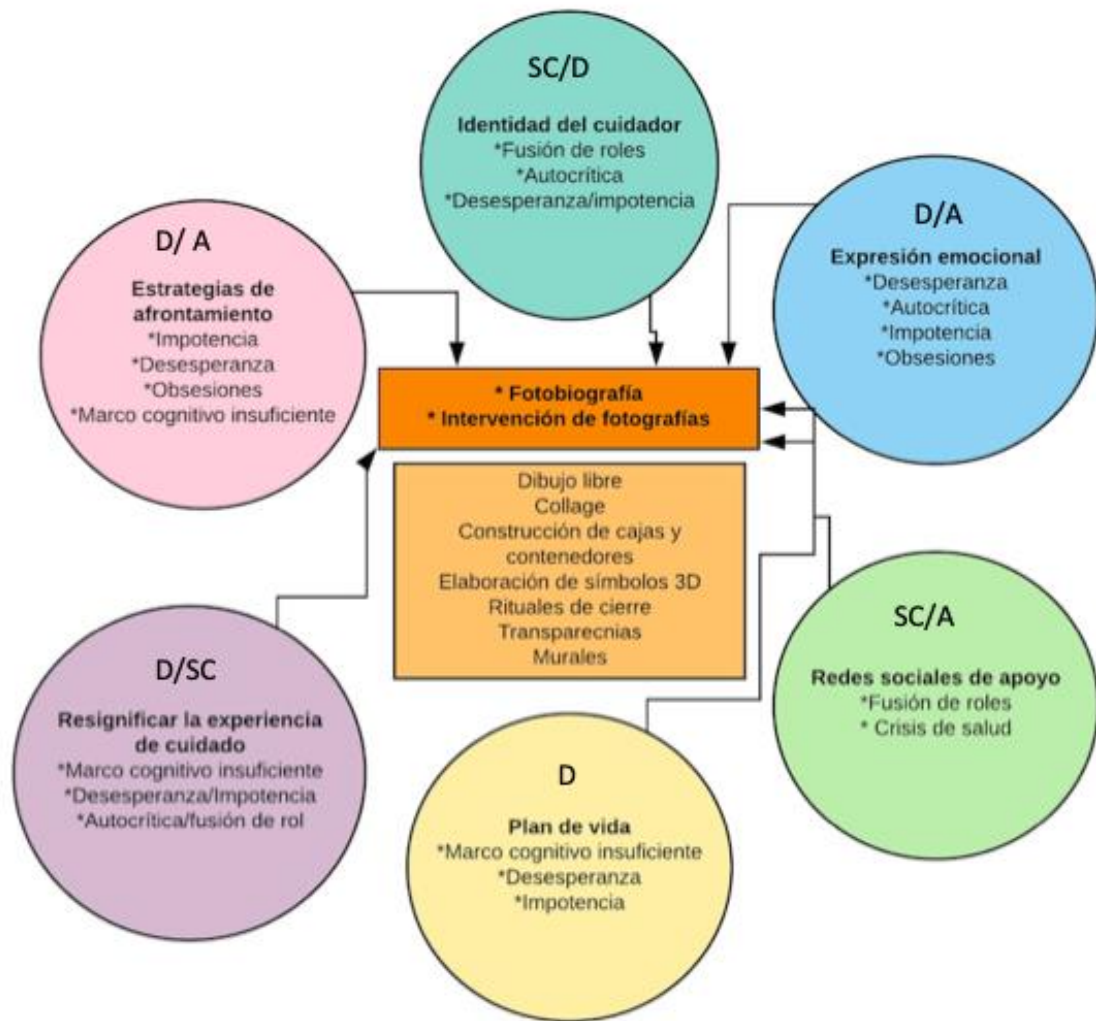 SC/D
Identidad del cuidador
*Fusión de roles
*Autocrítica
*Desesperanza/impotencia
D/ A
Estrategias de
afrontamiento
*Impotencia
*Desesperanza
*Obsesiones
*Marco cognitivo insuficiente
D/A
Expresión emocional
*Desesperanza
*Autocrítica
*Impotencia
*Obsesiones
* Fotobiografía
* Intervención de fotografías
Dibujo libre
Collage
Construcción de cajas y
contenedores
Elaboración de símbolos 3D
Rituales de cierre
Transparecnias
Murales
D/SC
Resignificar la experiencia
de cuidado
*Marco cognitivo insuficiente
*Desesperanza/Impotencia
*Autocrítica/fusión de rol
SC/A
Redes sociales de apoyo
*Fusión de roles
* Crisis de salud
D
Plan de vida
*Marco cognitivo insuficiente
*Desesperanza
*Impotencia